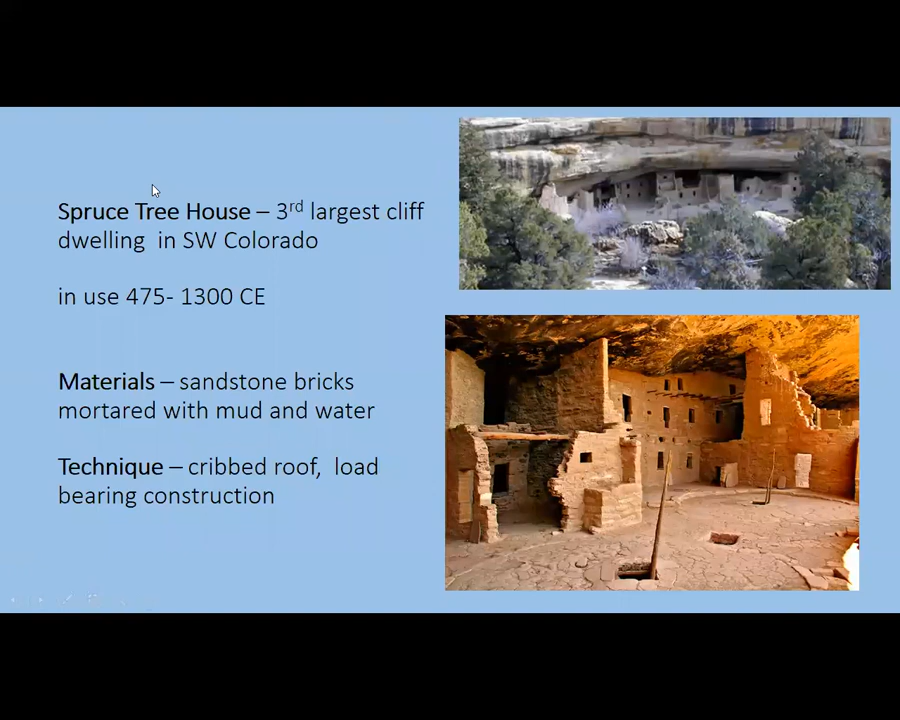 Spruce Tree House – 3rd largest cliff
dwelling  in SW Colorado
in use 475- 1300 CE
Materials – sandstone bricks
mortared with mud and water
Technique – cribbed roof,  load
bearing construction